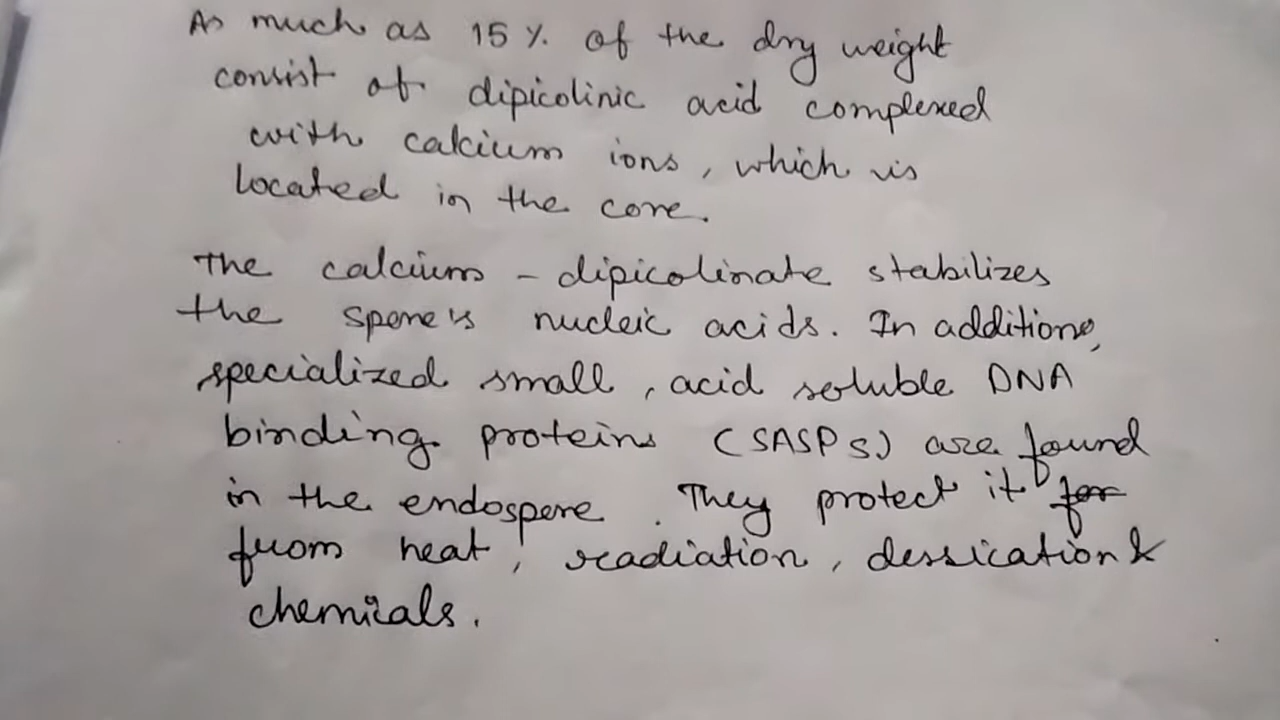 As much as 15 % of the dry weight
consist of dipicolinic acid complexed
with calcium ions, which is
located in the core.
The calcium - dipicolinate stabilizes
the spore's nucleic acids. In addition,
specialized small, acid soluble DNA
binding proteins (SASPs) are found
in the endospore. They protect it for
from heat, radiation, dessication &
chemicals.